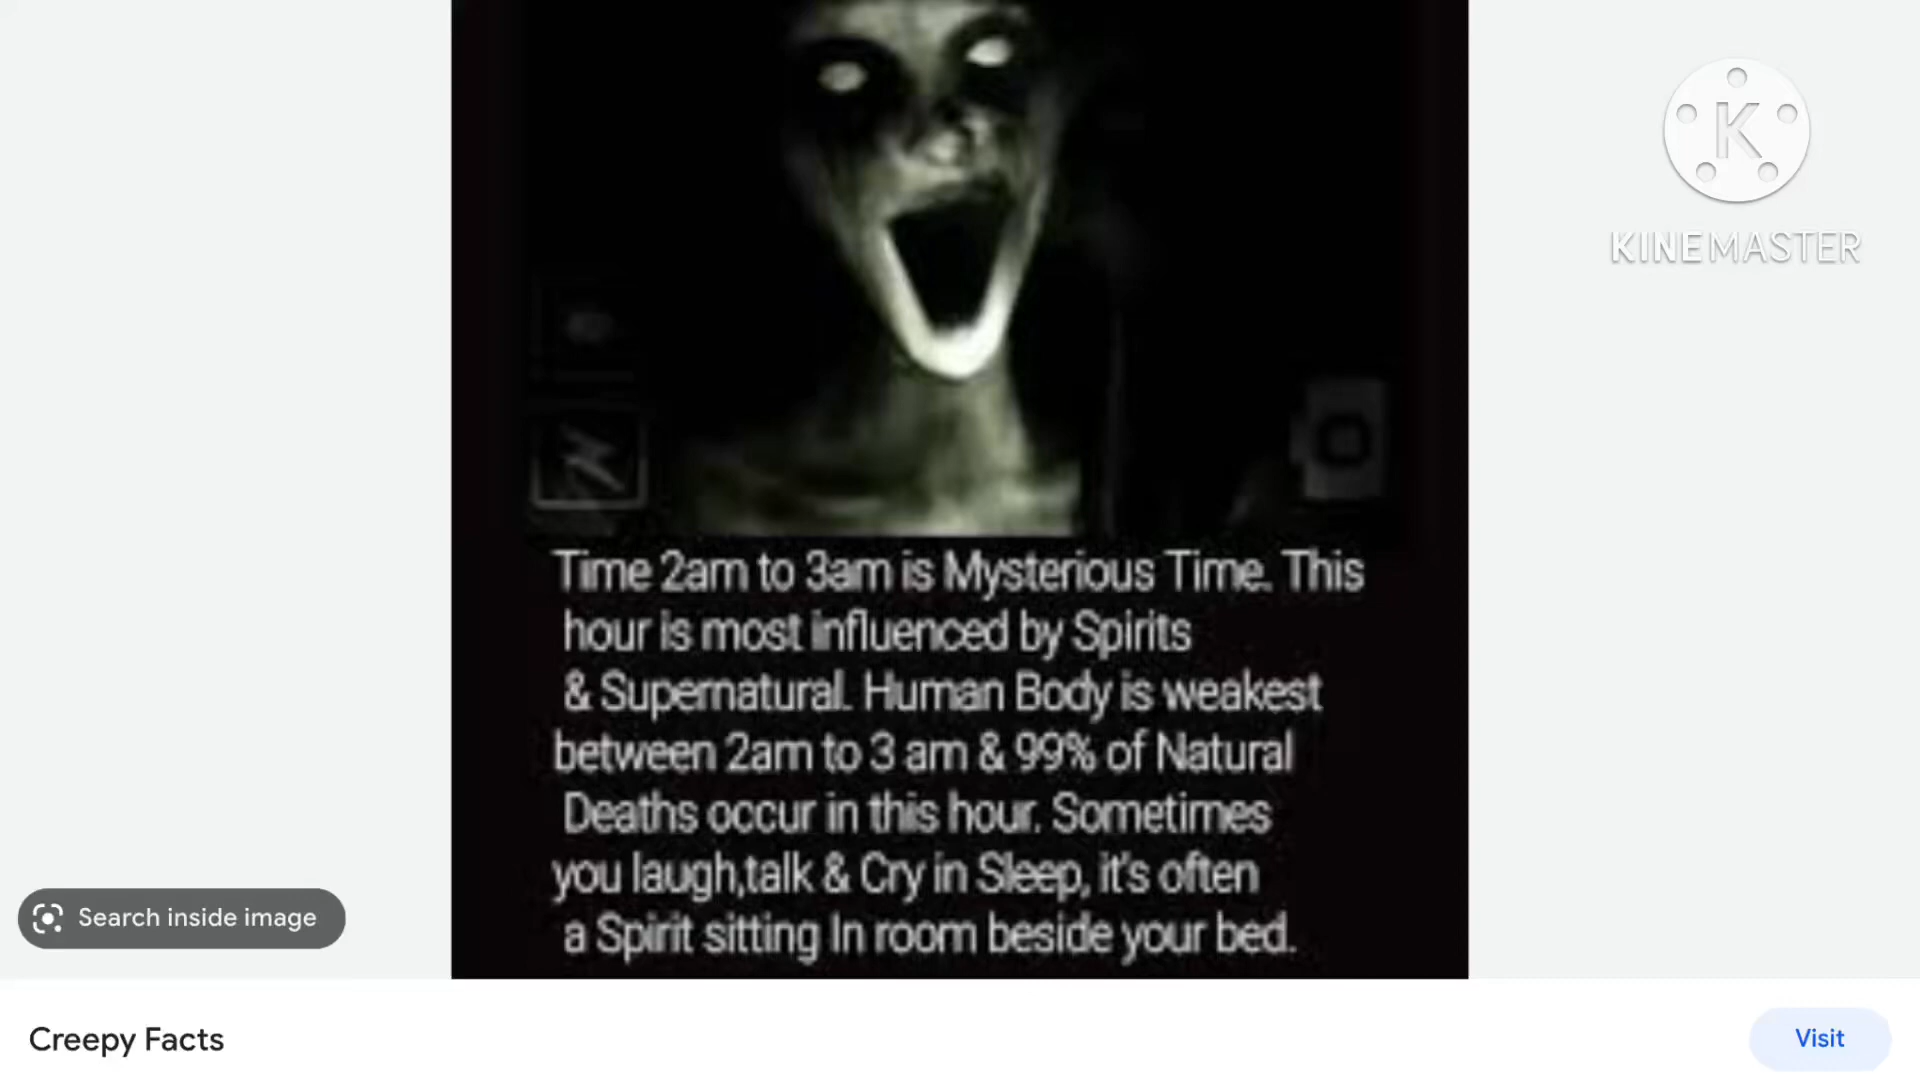 K
KINEMASTER
Time 2am to 3am is Mysterious Time. This
hour is most influenced by Spirits
& Supernatural. Human Body is weakest
between 2am to 3 am & 99% of Natural
Deaths occur in this hour. Sometimes
you laugh,talk & Cry in Sleep, it's often
a Spirit sitting In room beside your bed.
Search inside image
Creepy Facts
Visit